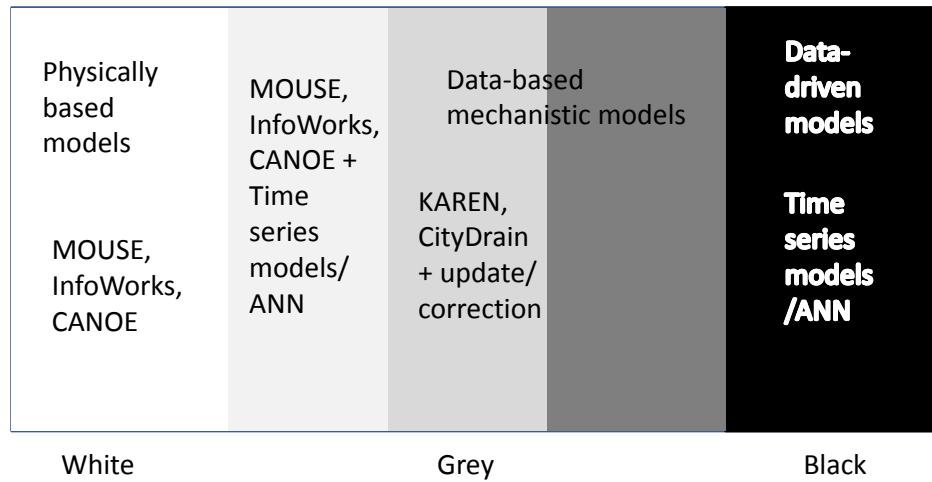 Physically
based
models
MOUSE,
InfoWorks,
CANOE
MOUSE,
InfoWorks,
CANOE +
Time
series
models/
ANN
Data-based
mechanistic models
KAREN,
CityDrain
+ update/
correction
Data-
driven
models
Time
series
models
/ANN
White
Grey
Black